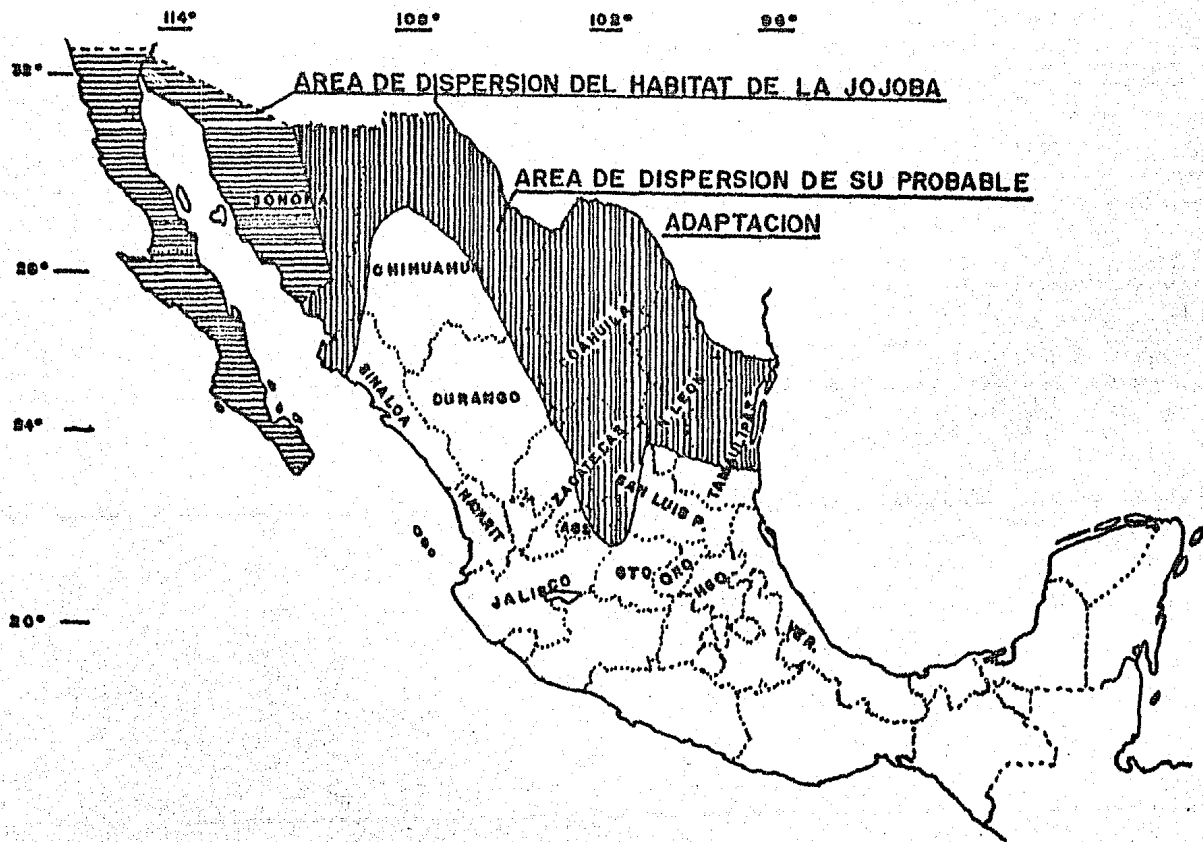 114° 108° 102° 96°
32°
AREA DE DISPERSION DEL HABITAT DE LA JOJOBA
AREA DE DISPERSION DE SU PROBABLE
ADAPTACION
SONORA
28°
CHIHUAHUA
COAHUILA
SINALOA
DURANGO
N. LEON
24°
TAMAULIPAS
ZACATECAS
SAN LUIS P.
NAYARIT
AGS
JALISCO
GTO
QRO
HGO.
20°
VER.